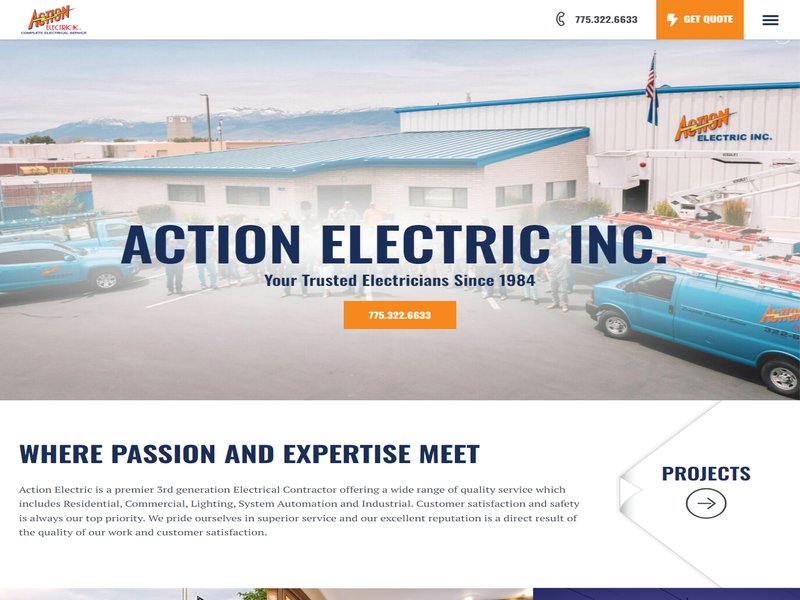 ACTION
ELECTRIC INC.
COMPLETE ELECTRICAL SERVICE
775.322.6633
GET QUOTE
ACTION
ELECTRIC INC.
ACTION ELECTRIC INC.
Your Trusted Electricians Since 1984
775.322.6633
WHERE PASSION AND EXPERTISE MEET
Action Electric is a premier 3rd generation Electrical Contractor offering a wide range of quality service which
includes Residential, Commercial, Lighting, System Automation and Industrial. Customer satisfaction and safety
is always our top priority. We pride ourselves in superior service and our excellent reputation is a direct result of
the quality of our work and customer satisfaction.
PROJECTS